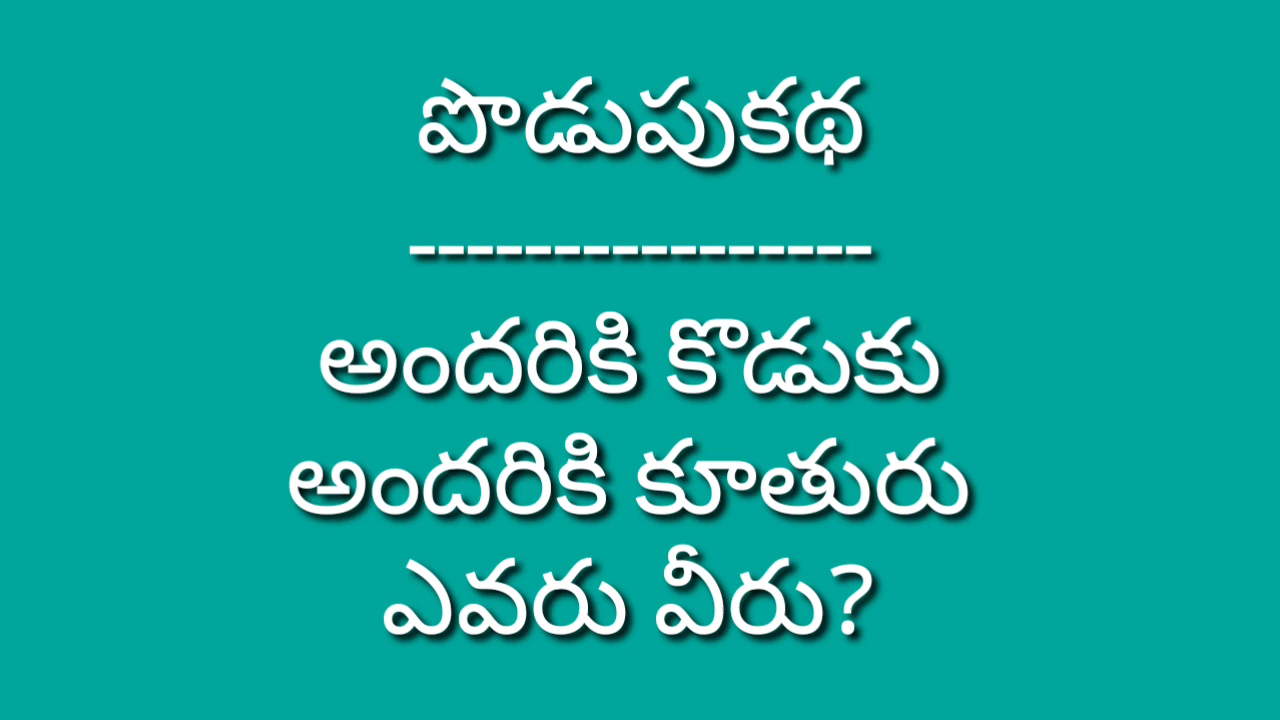 పొడుపుకథ
----------------
అందరికి కొడుకు
అందరికి కూతురు
ఎవరు వీరు?